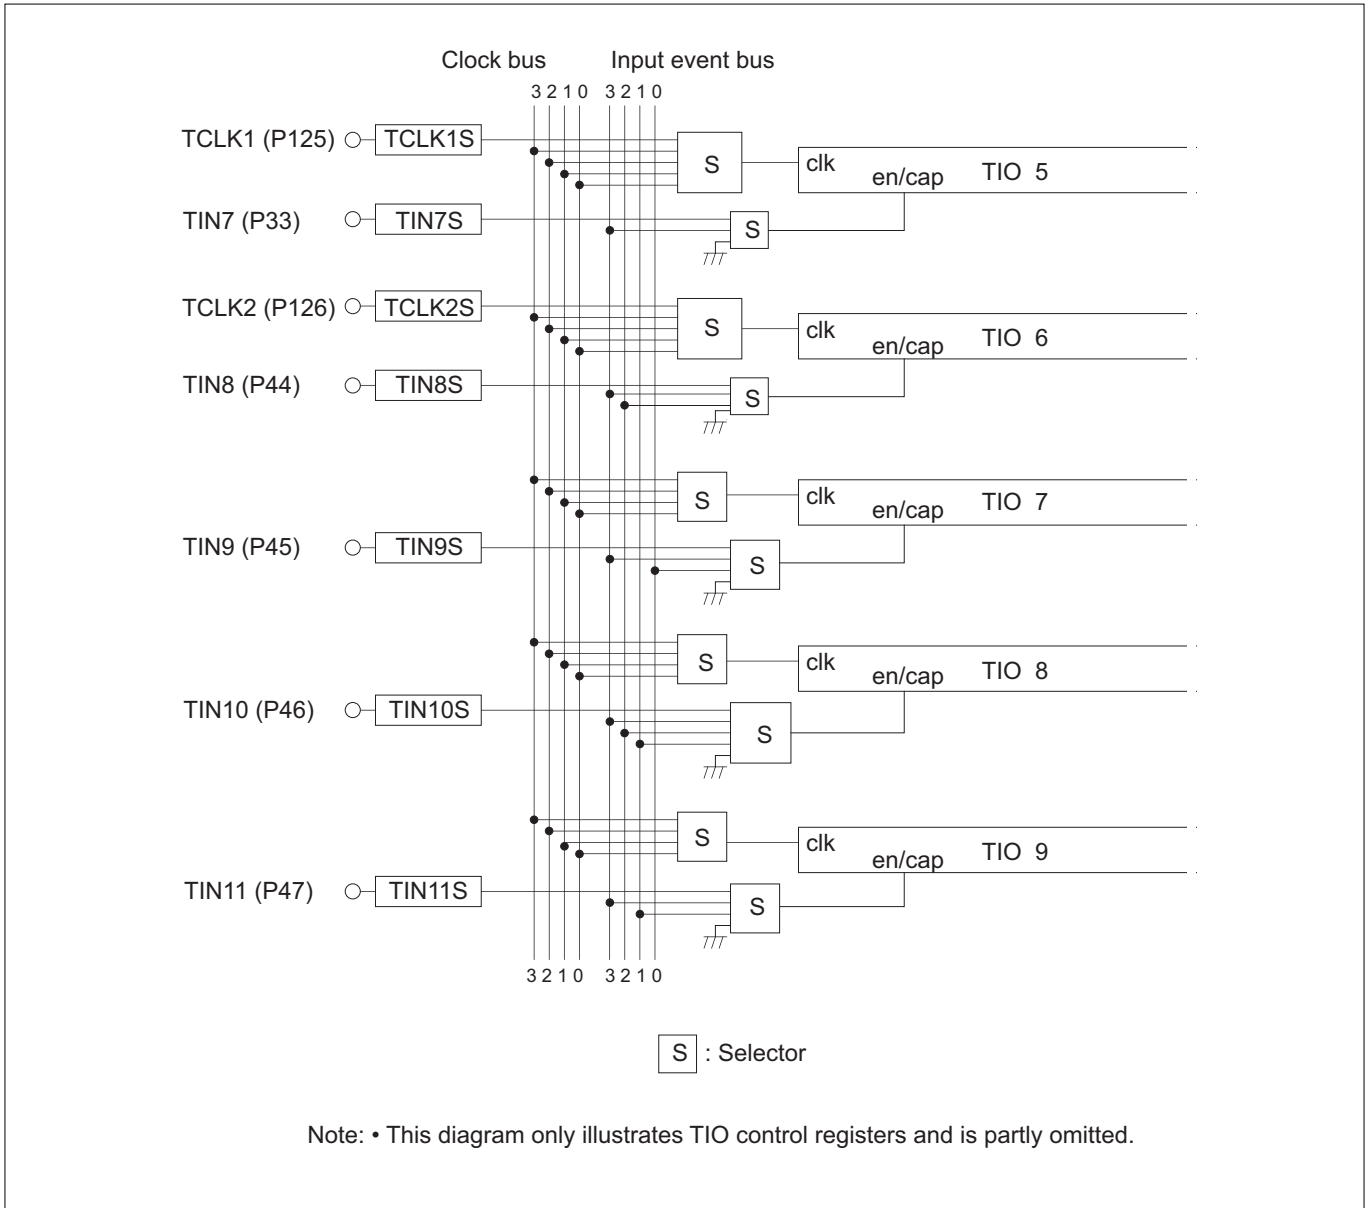 Clock bus Input event bus
3 2 1 0 3 2 1 0
TCLK1 (P125) TCLK1S S clk en/cap TIO 5
TIN7 (P33) TIN7S S
TCLK2 (P126) TCLK2S S clk en/cap TIO 6
TIN8 (P44) TIN8S S
S clk en/cap TIO 7
TIN9 (P45) TIN9S S
S clk en/cap TIO 8
TIN10 (P46) TIN10S S
S clk en/cap TIO 9
TIN11 (P47) TIN11S S
3 2 1 0 3 2 1 0
S : Selector
Note: • This diagram only illustrates TIO control registers and is partly omitted.